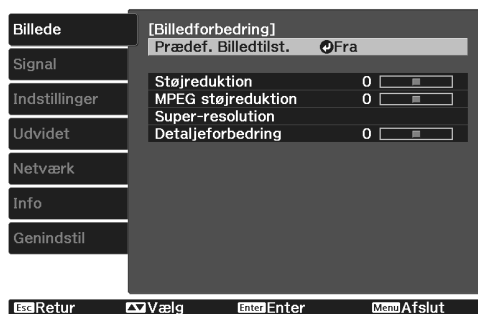 Billede
Signal
Indstillinger
Udvidet
Netværk
Info
Genindstil
[Billedforbedring]
Prædef. Billedtilst. Fra
Støjreduktion 0
MPEG støjreduktion 0
Super-resolution
Detaljeforbedring 0
Esc Retur Vælg Enter Enter Menu Afslut